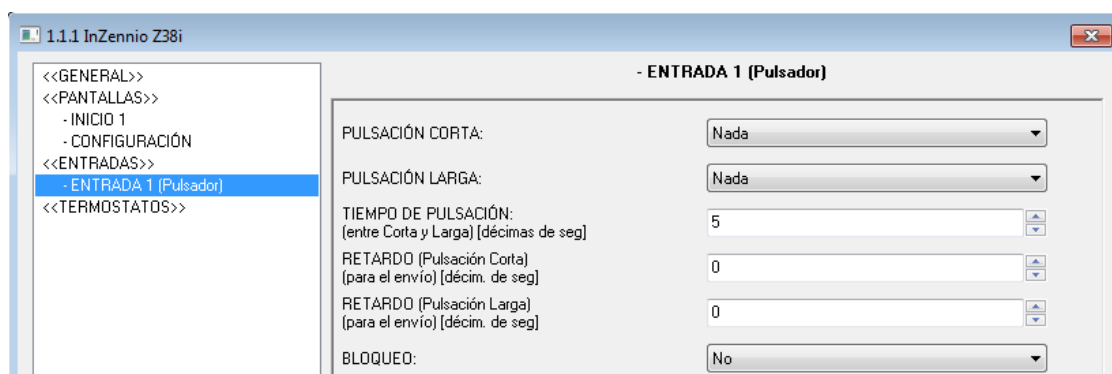 1.1.1 InZennio Z38i
<<GENERAL>>
<<PANTALLAS>>
- INICIO 1
- CONFIGURACIÓN
<<ENTRADAS>>
- ENTRADA 1 (Pulsador)
<<TERMOSTATOS>>
- ENTRADA 1 (Pulsador)
PULSACIÓN CORTA: Nada
PULSACIÓN LARGA: Nada
TIEMPO DE PULSACIÓN:
(entre Corta y Larga) [décimas de seg] 5
RETARDO (Pulsación Corta)
(para el envío) [décim. de seg] 0
RETARDO (Pulsación Larga)
(para el envío) [décim. de seg] 0
BLOQUEO: No